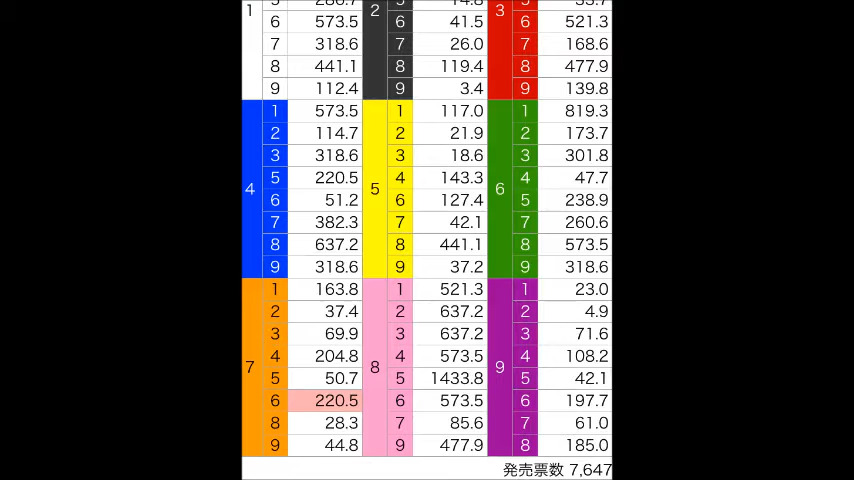 1 2 3
6 573.5 6 41.5 6 521.3
7 318.6 7 26.0 7 168.6
8 441.1 8 119.4 8 477.9
9 112.4 9 3.4 9 139.8
1 573.5 1 117.0 1 819.3
2 114.7 2 21.9 2 173.7
3 318.6 3 18.6 3 301.8
5 220.5 4 143.3 4 47.7
4 5 6
6 51.2 6 127.4 5 238.9
7 382.3 7 42.1 7 260.6
8 637.2 8 441.1 8 573.5
9 318.6 9 37.2 9 318.6
1 163.8 1 521.3 1 23.0
2 37.4 2 637.2 2 4.9
3 69.9 3 637.2 3 71.6
4 204.8 4 573.5 4 108.2
7 8 9
5 50.7 5 1433.8 5 42.1
6 220.5 6 573.5 6 197.7
8 28.3 7 85.6 7 61.0
9 44.8 9 477.9 8 185.0
発売票数 7,647